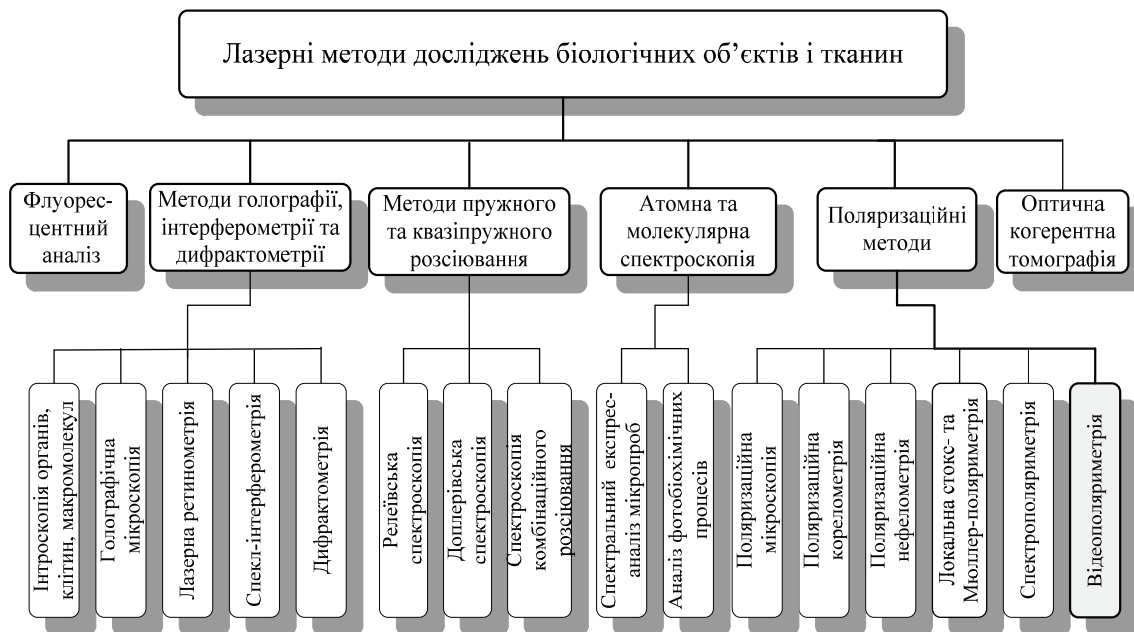 Лазерні методи досліджень біологічних об’єктів і тканин
Флуорес-
центний
аналіз
Методи голографії,
інтерферометрії та
дифрактометрії
Методи пружного
та квазіпружного
розсіювання
Атомна та
молекулярна
спектроскопія
Поляризаційні
методи
Оптична
когерентна
томографія
Інтроскопія органів,
клітин, макромолекул
Голографічна
мікроскопія
Лазерна ретинометрія
Спекл-інтерферометрія
Дифрактометрія
Релеївська
спектроскопія
Доплерівська
спектроскопія
Спектроскопія
комбінаційного
розсіювання
Спектральний експрес-
аналіз мікропроб
Аналіз фотобіохімічних
процесів
Поляризаційна
мікроскопія
Поляризаційна
корелометрія
Поляризаційна
нефелометрія
Локальна стокс- та
Мюллер-поляриметрія
Спектрополяриметрія
Відеополяриметрія